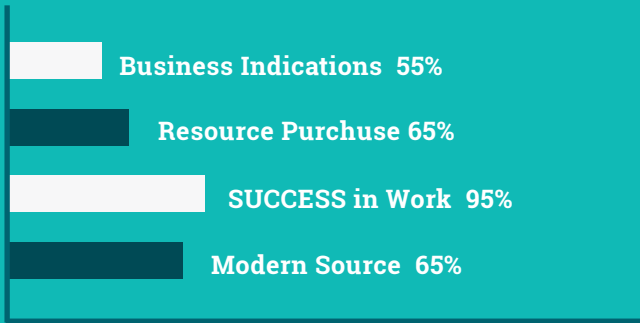 Business Indications 55%
Resource Purchuse 65%
SUCCESS in Work 95%
Modern Source 65%